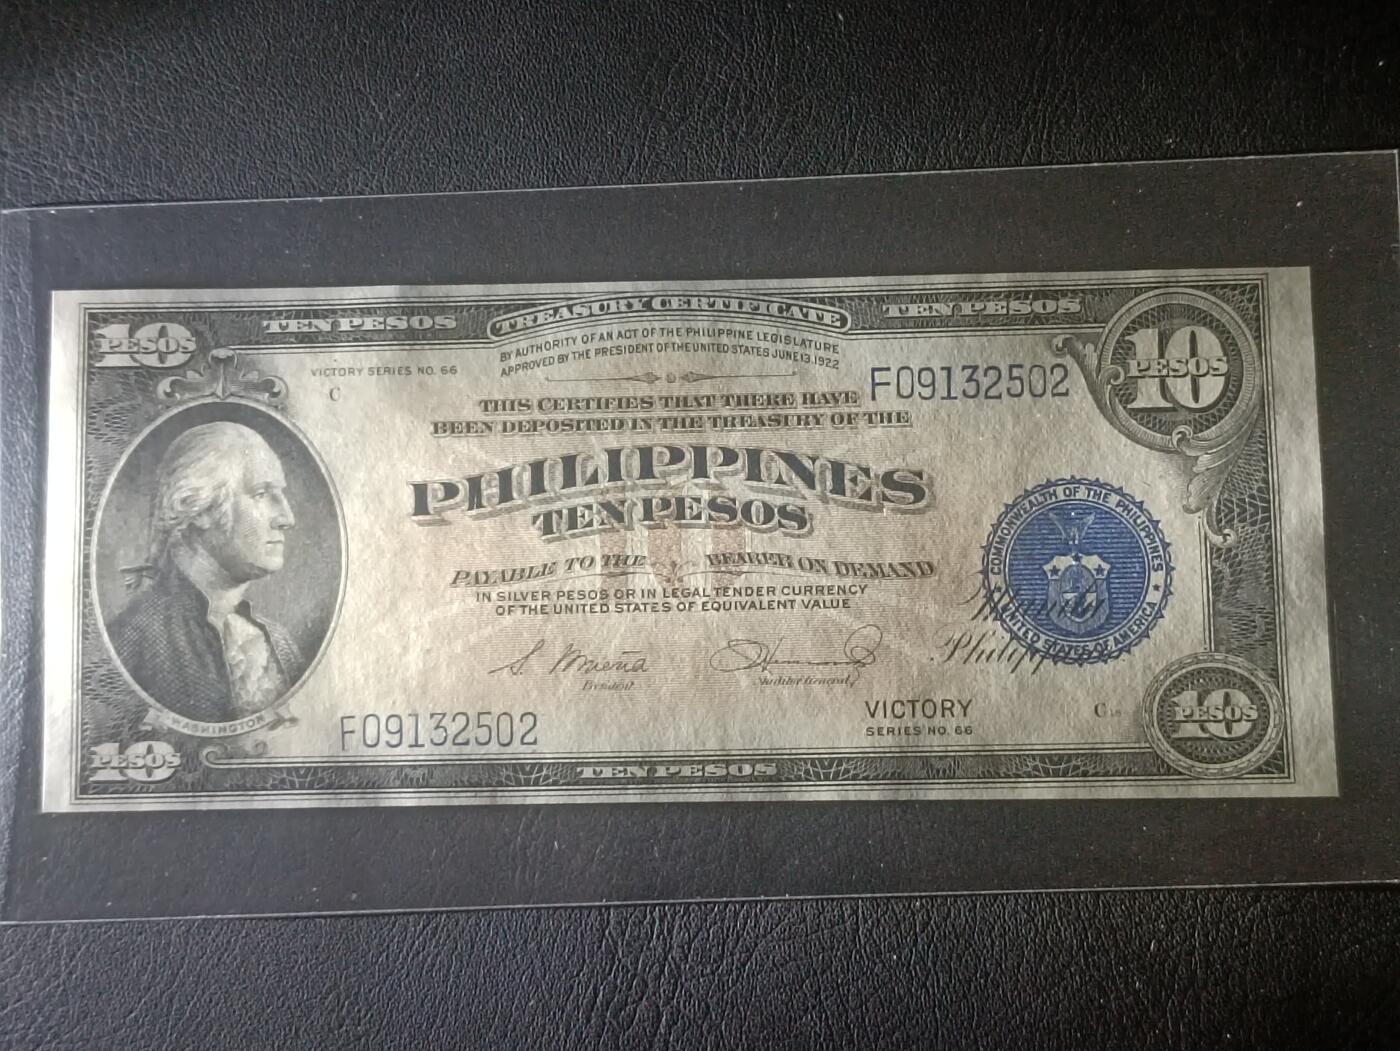 TREASURY CERTIFICATE
TEN PESOS
TEN PESOS
10 PESOS
10 PESOS
BY AUTHORITY OF AN ACT OF THE PHILIPPINE LEGISLATURE
APPROVED BY THE PRESIDENT OF THE UNITED STATES JUNE 13, 1922
VICTORY SERIES NO. 66
C
F09132502
THIS CERTIFIES THAT THERE HAVE
BEEN DEPOSITED IN THE TREASURY OF THE
PHILIPPINES
TEN PESOS
PAYABLE TO THE BEARER ON DEMAND
IN SILVER PESOS OR IN LEGAL TENDER CURRENCY
OF THE UNITED STATES OF EQUIVALENT VALUE
COMMONWEALTH OF THE PHILIPPINES
UNITED STATES OF AMERICA
Manila
Philippines
S. Osmeña
President
Auditor General
WASHINGTON
VICTORY
SERIES NO. 66
F09132502
10 PESOS
TEN PESOS
10 PESOS